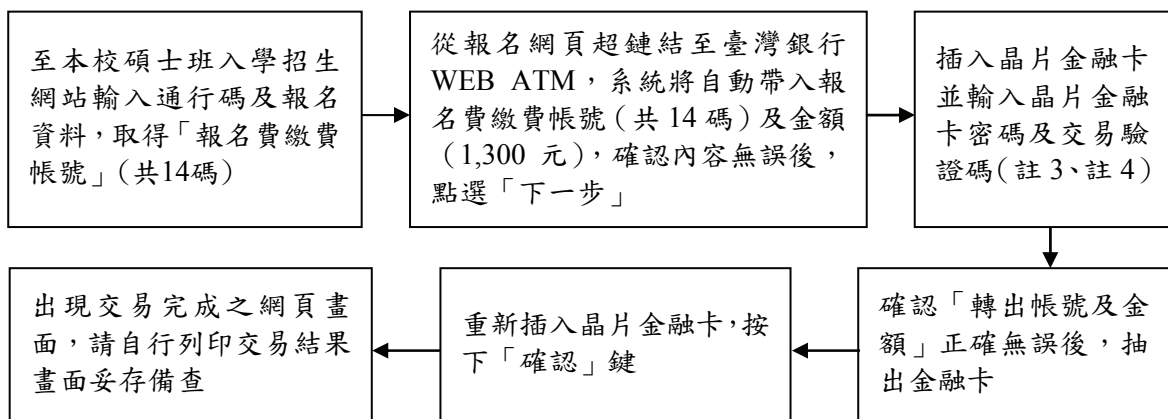 至本校碩士班入學招生
網站輸入通行碼及報名
資料,取得「報名費繳費
帳號」(共14碼)
從報名網頁超鏈結至臺灣銀行
WEB ATM,系統將自動帶入報
名費繳費帳號(共 14 碼)及金額
(1,300 元),確認內容無誤後,
點選「下一步」
插入晶片金融卡
並輸入晶片金融
卡密碼及交易驗
證碼(註 3、註 4)
確認「轉出帳號及金
額」正確無誤後,抽
出金融卡
重新插入晶片金融卡,按
下「確認」鍵
出現交易完成之網頁畫
面,請自行列印交易結果
畫面妥存備查